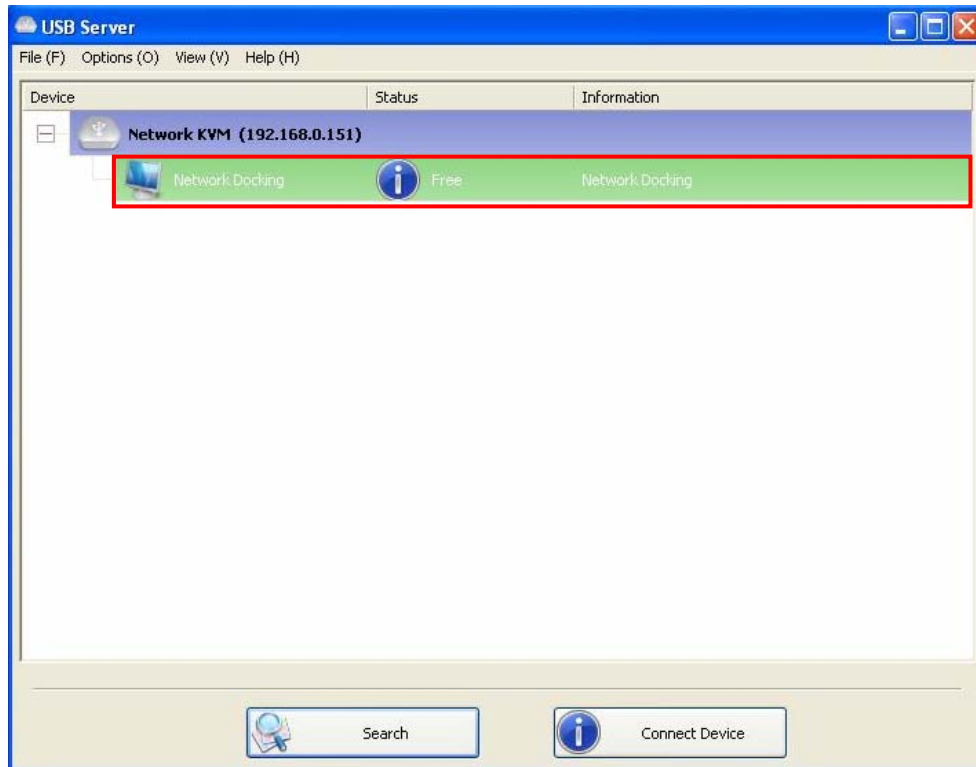 USB Server
File (F) Options (O) View (V) Help (H)
Device Status Information
Network KVM (192.168.0.151)
Network Docking Free Network Docking
Search Connect Device